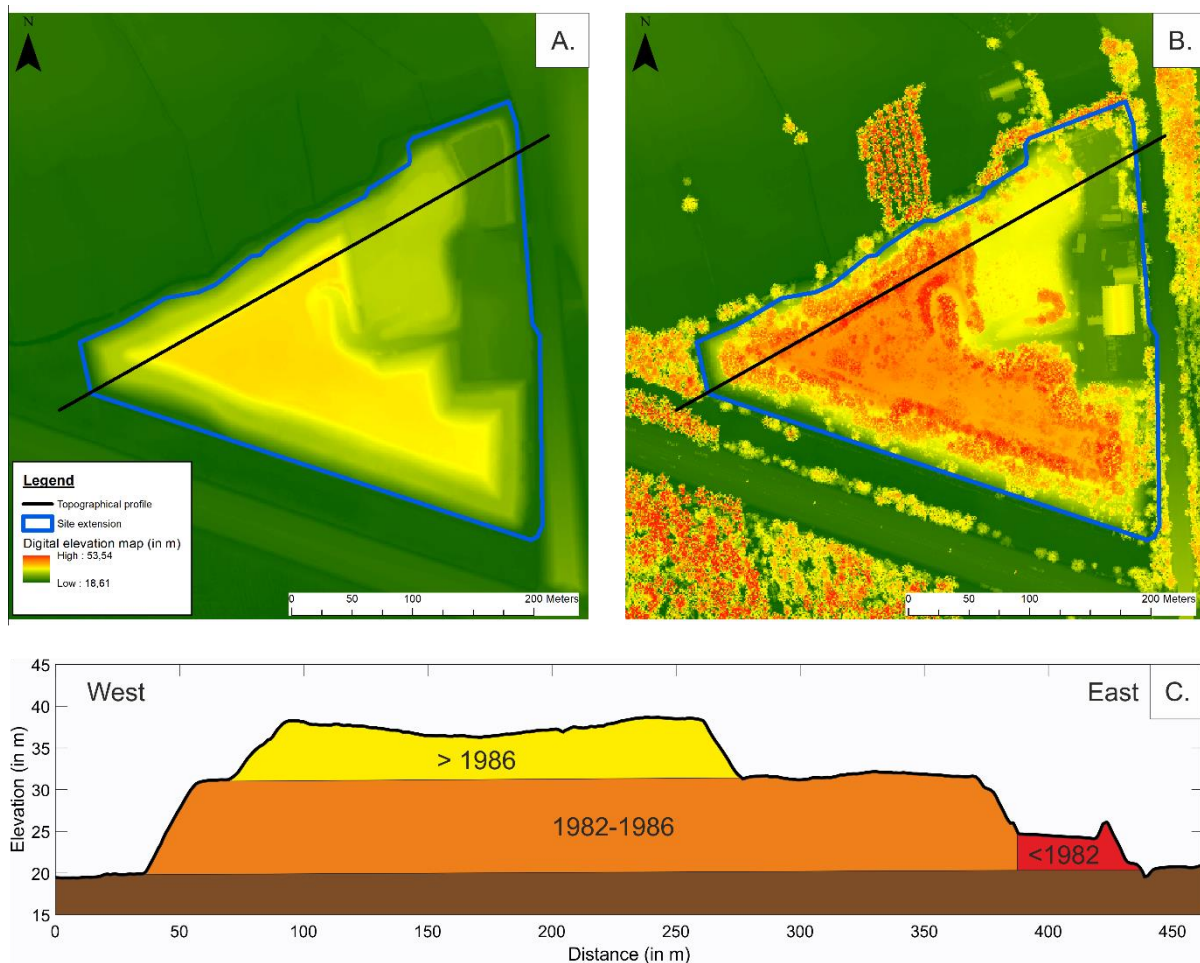 N
A.
Legend
Topographical profile
Site extension
Digital elevation map (in m)
High : 53,54
Low : 18,61
0 50 100 200 Meters
N
B.
0 50 100 200 Meters
West
East
C.
45
40
35
30
25
20
15
Elevation (in m)
> 1986
1982-1986
<1982
0 50 100 150 200 250 300 350 400 450
Distance (in m)